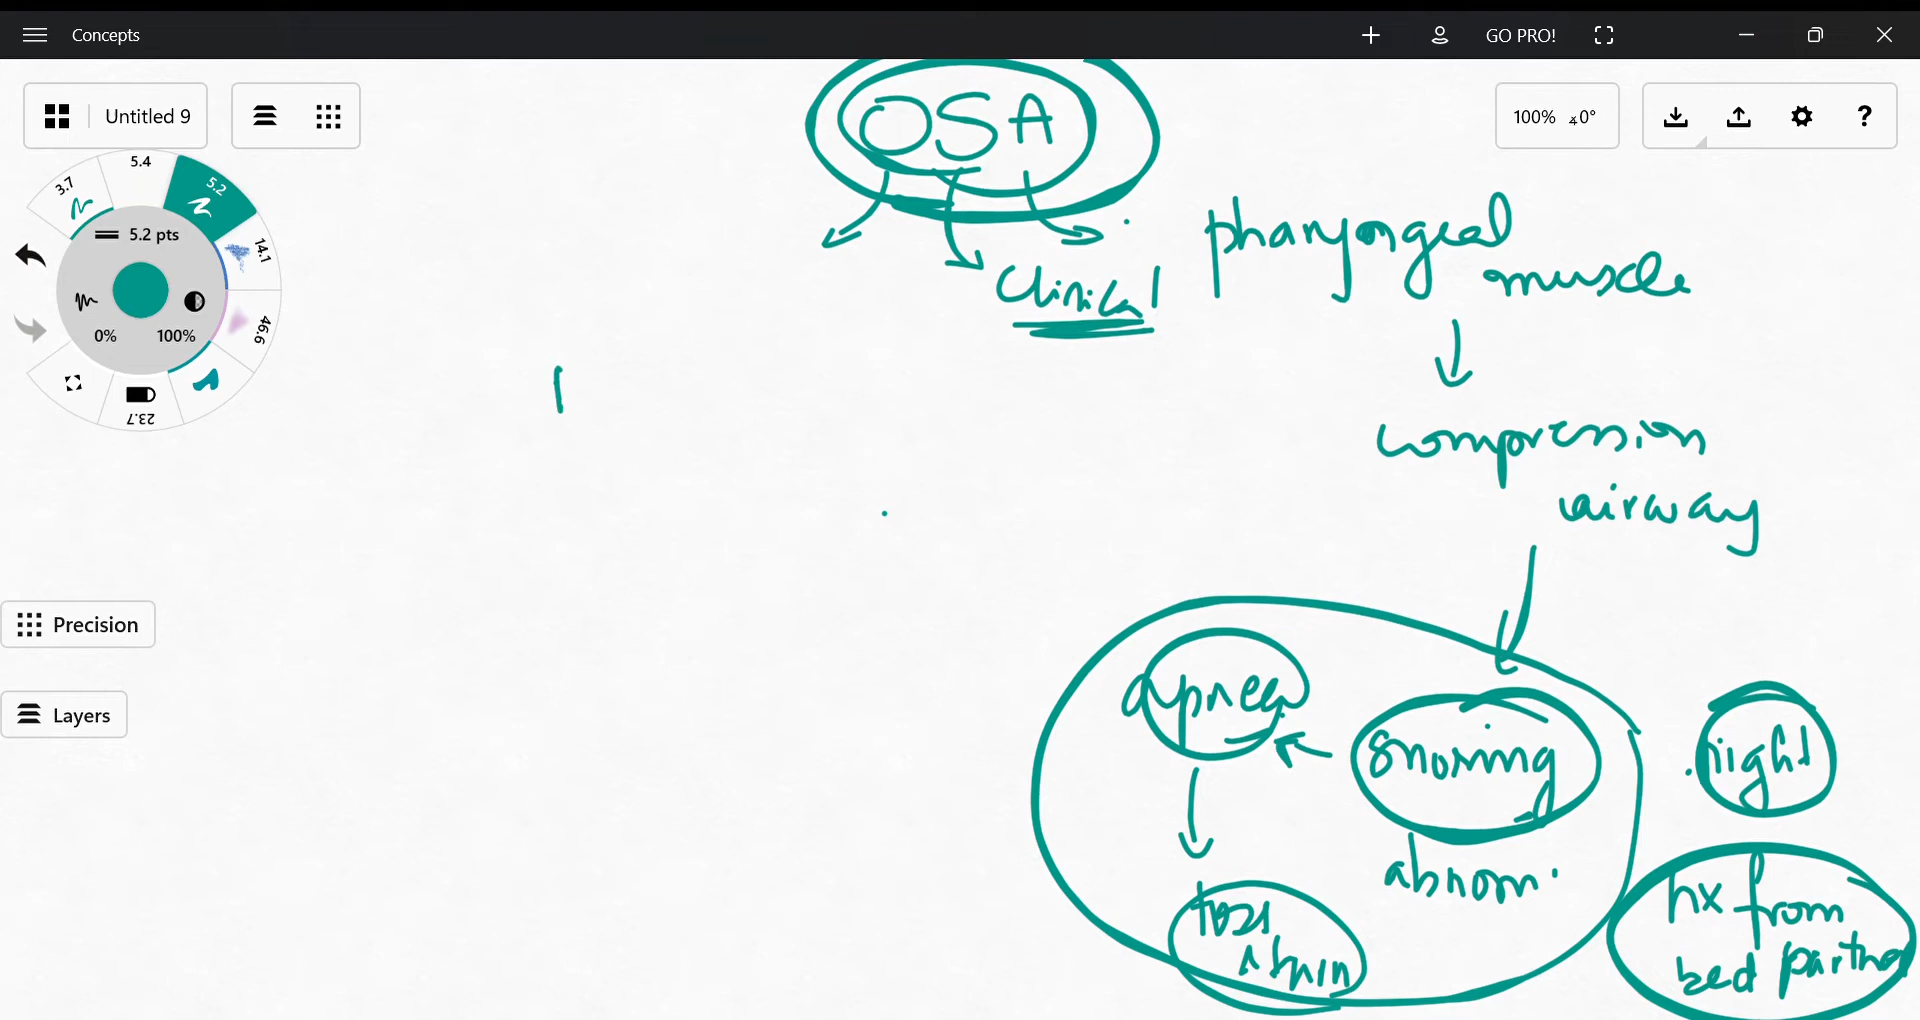 Concepts
GO PRO!
Untitled 9
100% ∡0°
?
5.4
3.7
5.2
5.2 pts
14.1
46.6
0%
100%
23.7
Precision
Layers
OSA
Clinical
pharyngeal
muscle
compression
airway
apnea
snoring
night
abnorm.
hx from
bed partner